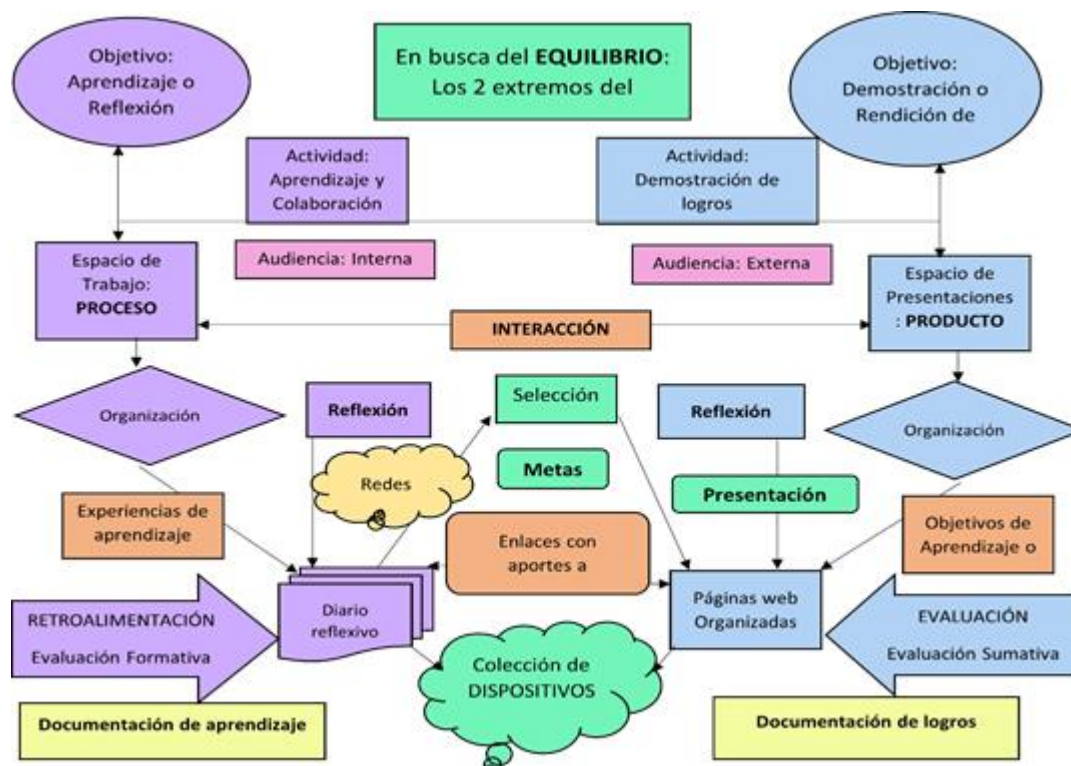 Objetivo:
Aprendizaje o
Reflexión
En busca del EQUILIBRIO:
Los 2 extremos del
Objetivo:
Demostración o
Rendición de
Actividad:
Aprendizaje y
Colaboración
Actividad:
Demostración de
logros
Espacio de
Trabajo:
PROCESO
Audiencia: Interna
Audiencia: Externa
Espacio de
Presentaciones
: PRODUCTO
INTERACCIÓN
Organización
Reflexión
Selección
Reflexión
Organización
Redes
Metas
Presentación
Experiencias de
aprendizaje
Enlaces con
aportes a
Objetivos de
Aprendizaje o
RETROALIMENTACIÓN
Evaluación Formativa
Diario
reflexivo
Páginas web
Organizadas
EVALUACIÓN
Evaluación Sumativa
Colección de
DISPOSITIVOS
Documentación de aprendizaje
Documentación de logros